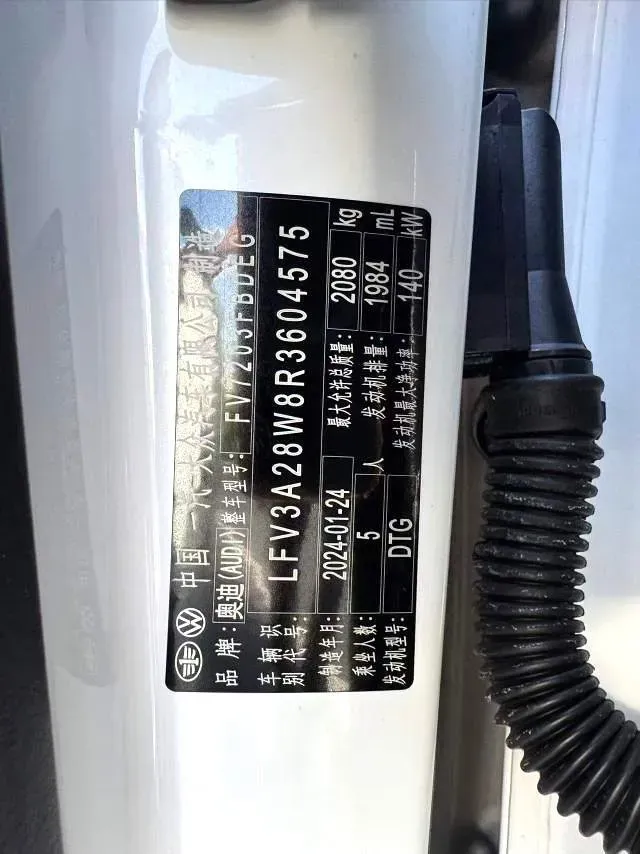 中国 一汽-大众汽车有限公司 制造
品牌:奥迪(AUDI) 整车型号: FV7203FBDEG
车辆识别代号: LFV3A28W8R3604575
制造年月: 2024-01-24 最大允许总质量: 2080 kg
乘坐人数: 5 人 发动机排量: 1984 mL
发动机型号: DTG 发动机最大净功率: 140 kW